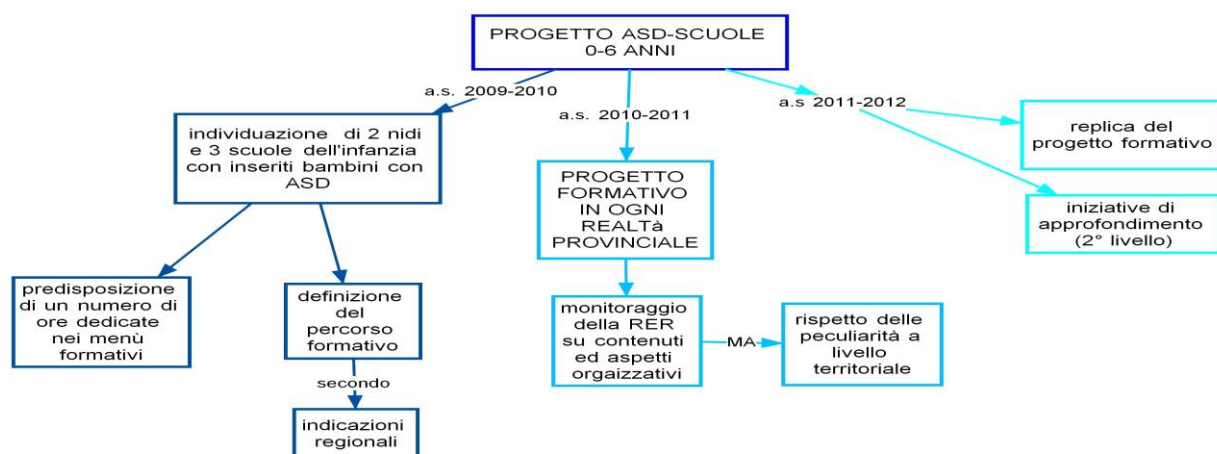 PROGETTO ASD-SCUOLE
0-6 ANNI
a.s. 2009-2010
a.s. 2010-2011
a.s 2011-2012
individuazione di 2 nidi
e 3 scuole dell'infanzia
con inseriti bambini con
ASD
predisposizione
di un numero di
ore dedicate
nei menù
formativi
definizione
del
percorso
formativo
secondo
indicazioni
regionali
PROGETTO
FORMATIVO
IN OGNI
REALTà
PROVINCIALE
monitoraggio
della RER
su contenuti
ed aspetti
orgaizzativi
MA
rispetto delle
peculiarità a
livello
territoriale
replica del
progetto formativo
iniziative di
approfondimento
(2° livello)